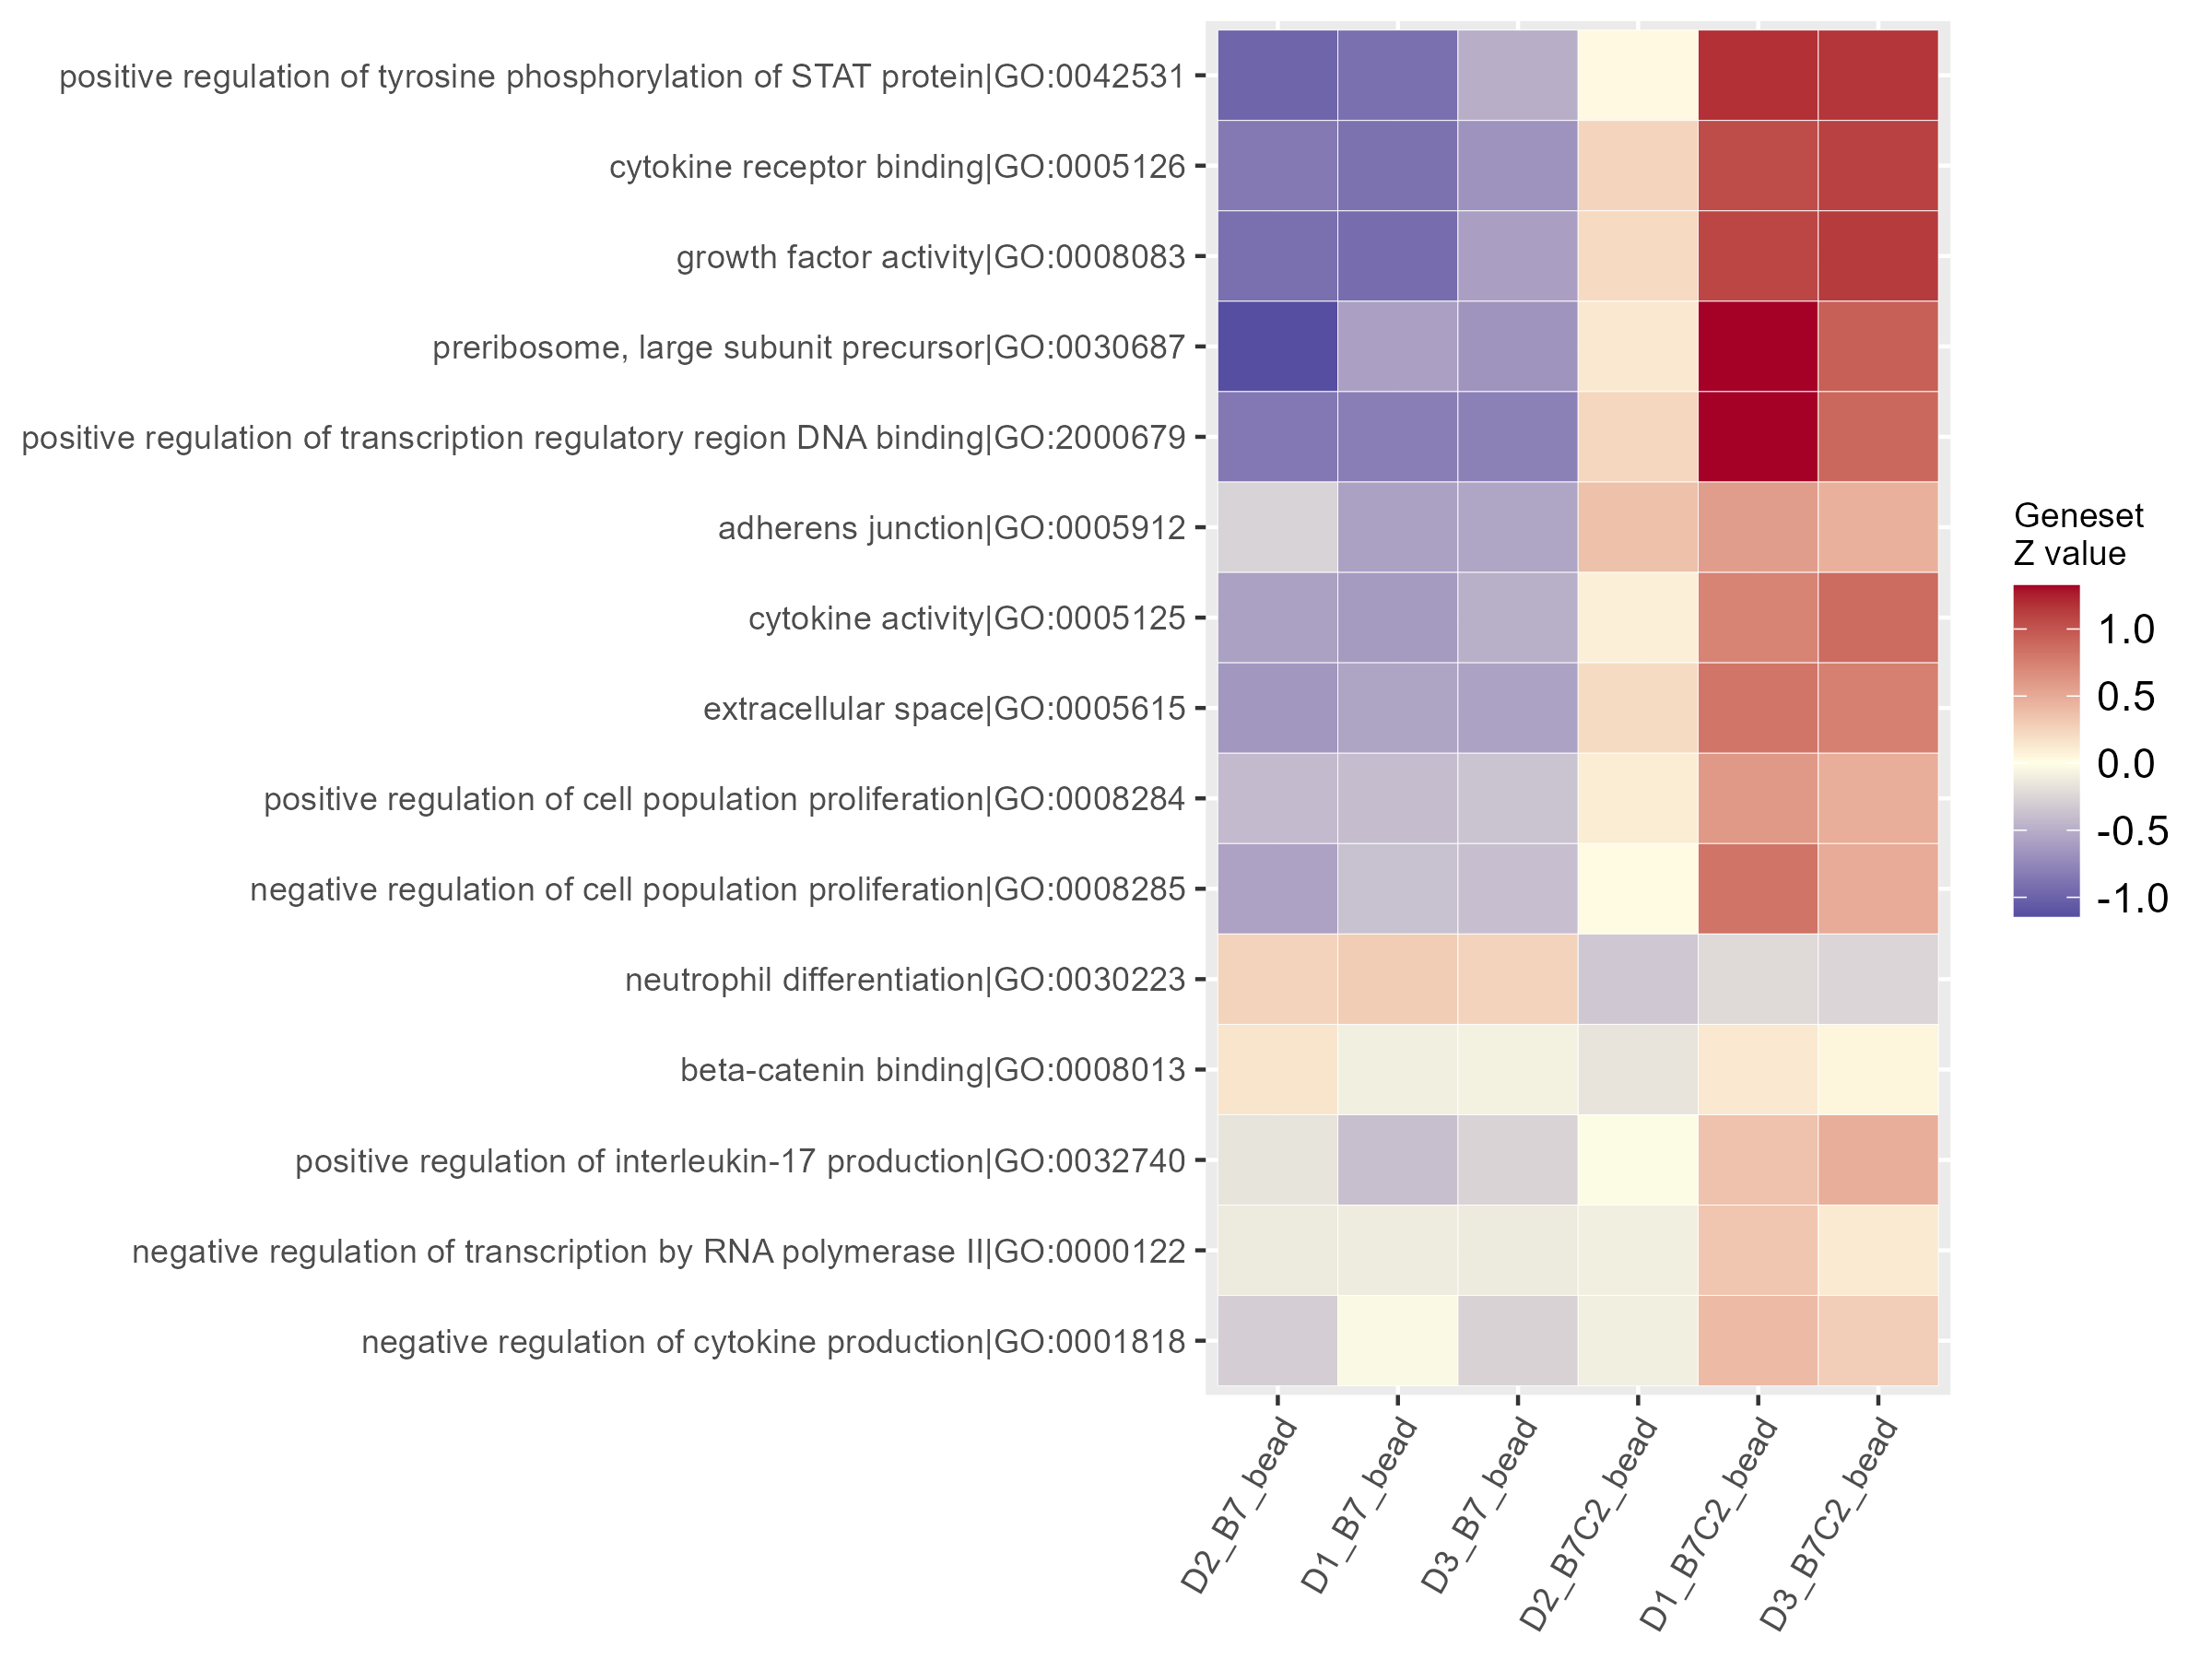 positive regulation of tyrosine phosphorylation of STAT protein|GO:0042531
cytokine receptor binding|GO:0005126
growth factor activity|GO:0008083
preribosome, large subunit precursor|GO:0030687
positive regulation of transcription regulatory region DNA binding|GO:2000679
adherens junction|GO:0005912
cytokine activity|GO:0005125
extracellular space|GO:0005615
positive regulation of cell population proliferation|GO:0008284
negative regulation of cell population proliferation|GO:0008285
neutrophil differentiation|GO:0030223
beta-catenin binding|GO:0008013
positive regulation of interleukin-17 production|GO:0032740
negative regulation of transcription by RNA polymerase II|GO:0000122
negative regulation of cytokine production|GO:0001818
D2_B7_bead
D1_B7_bead
D3_B7_bead
D2_B7C2_bead
D1_B7C2_bead
D3_B7C2_bead
Geneset
Z value
1.0
0.5
0.0
-0.5
-1.0